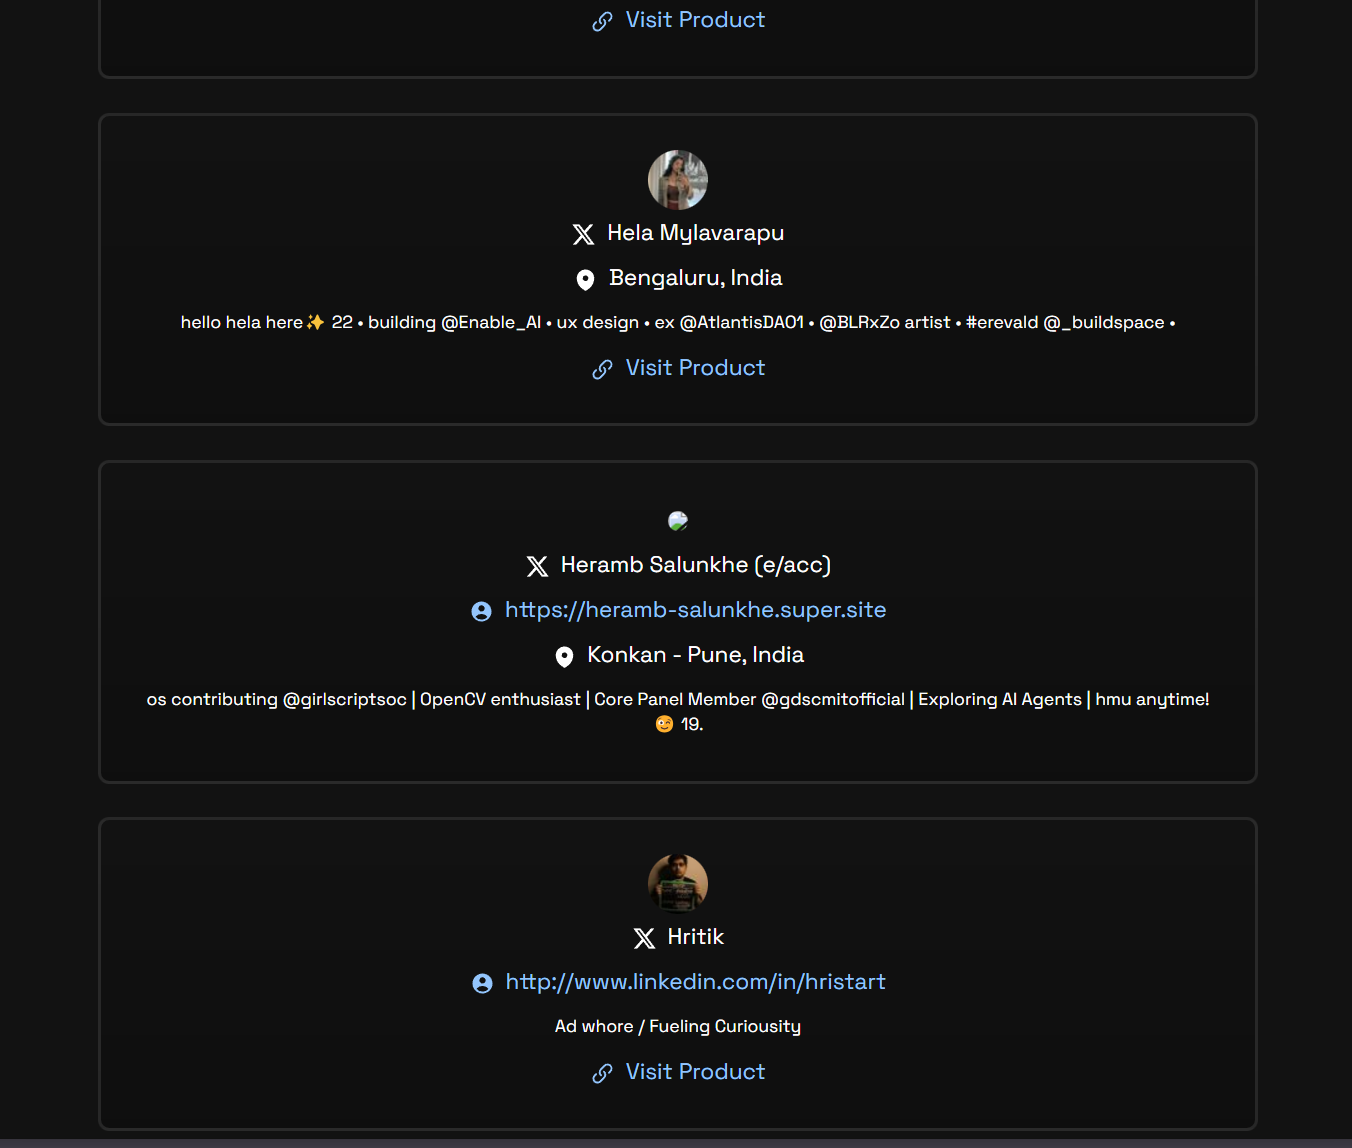 Visit Product
Hela Mylavarapu
Bengaluru, India
hello hela here✨ 22 • building @Enable_AI • ux design • ex @AtlantisDAO1 • @BLRxZo artist • #erevald @_buildspace •
Visit Product
Heramb Salunkhe (e/acc)
https://heramb-salunkhe.super.site
Konkan - Pune, India
os contributing @girlscriptsoc | OpenCV enthusiast | Core Panel Member @gdscmitofficial | Exploring AI Agents | hmu anytime!
😳 19.
Hritik
http://www.linkedin.com/in/hristart
Ad whore / Fueling Curiousity
Visit Product